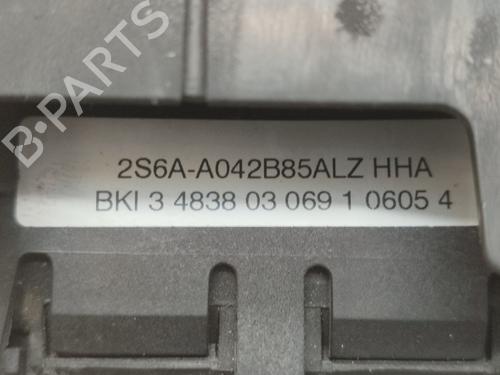 B-PARTS
2S6A-A042B85ALZ HHA
BKI 3 4838 03 069 1 0605 4